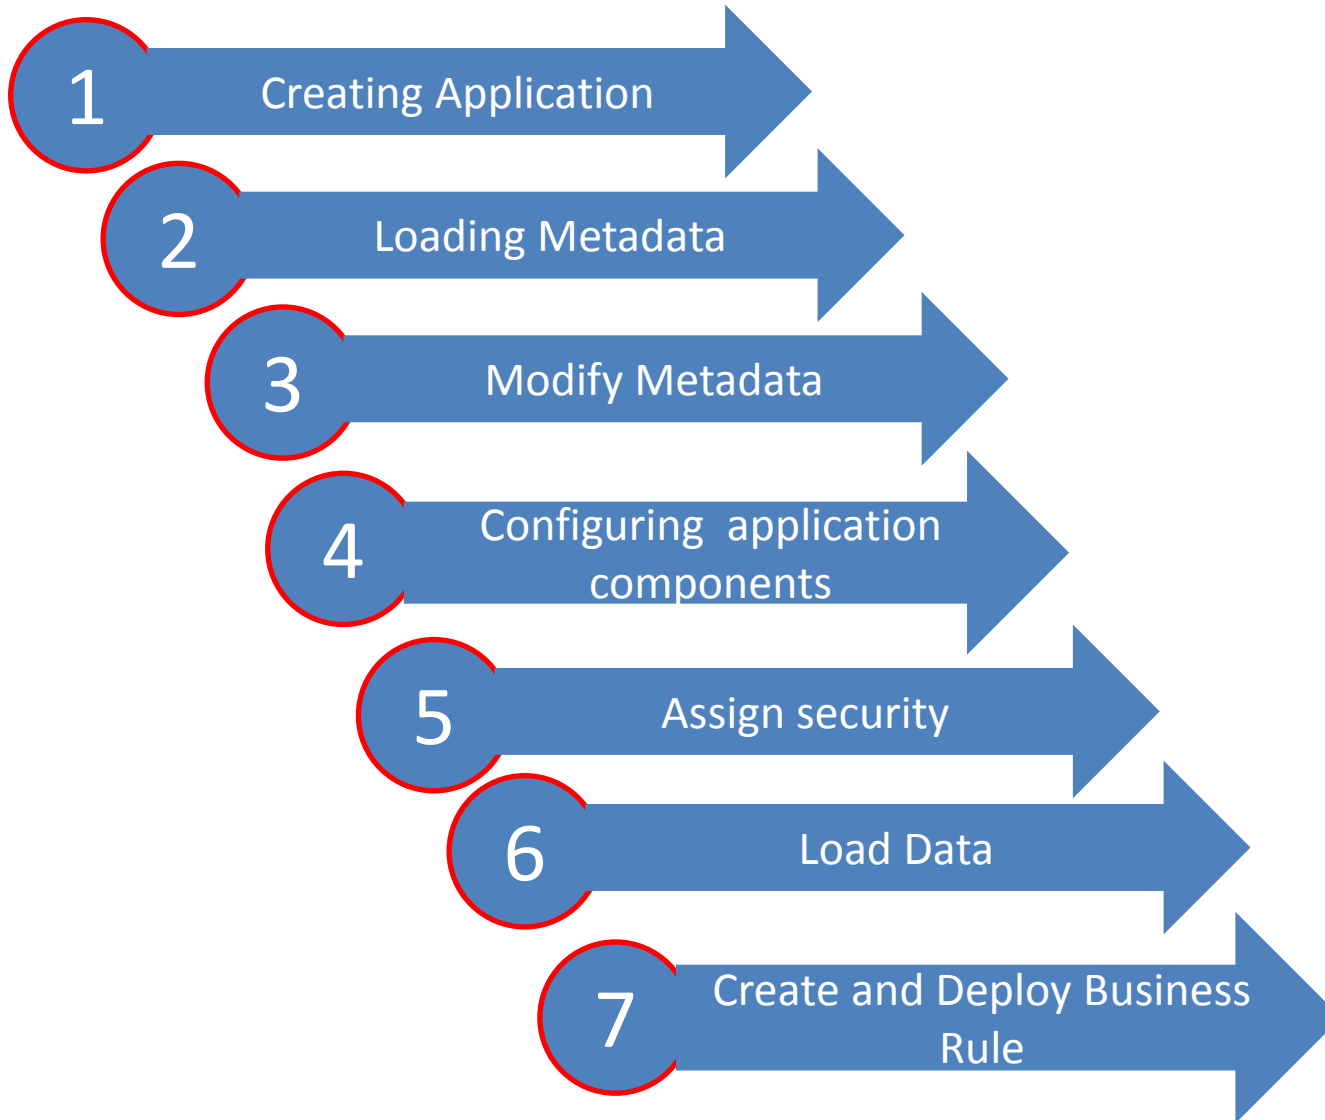 1
Creating Application
2
Loading Metadata
3
Modify Metadata
4
Configuring  application
components
5
Assign security
6
Load Data
7
Create and Deploy Business
Rule